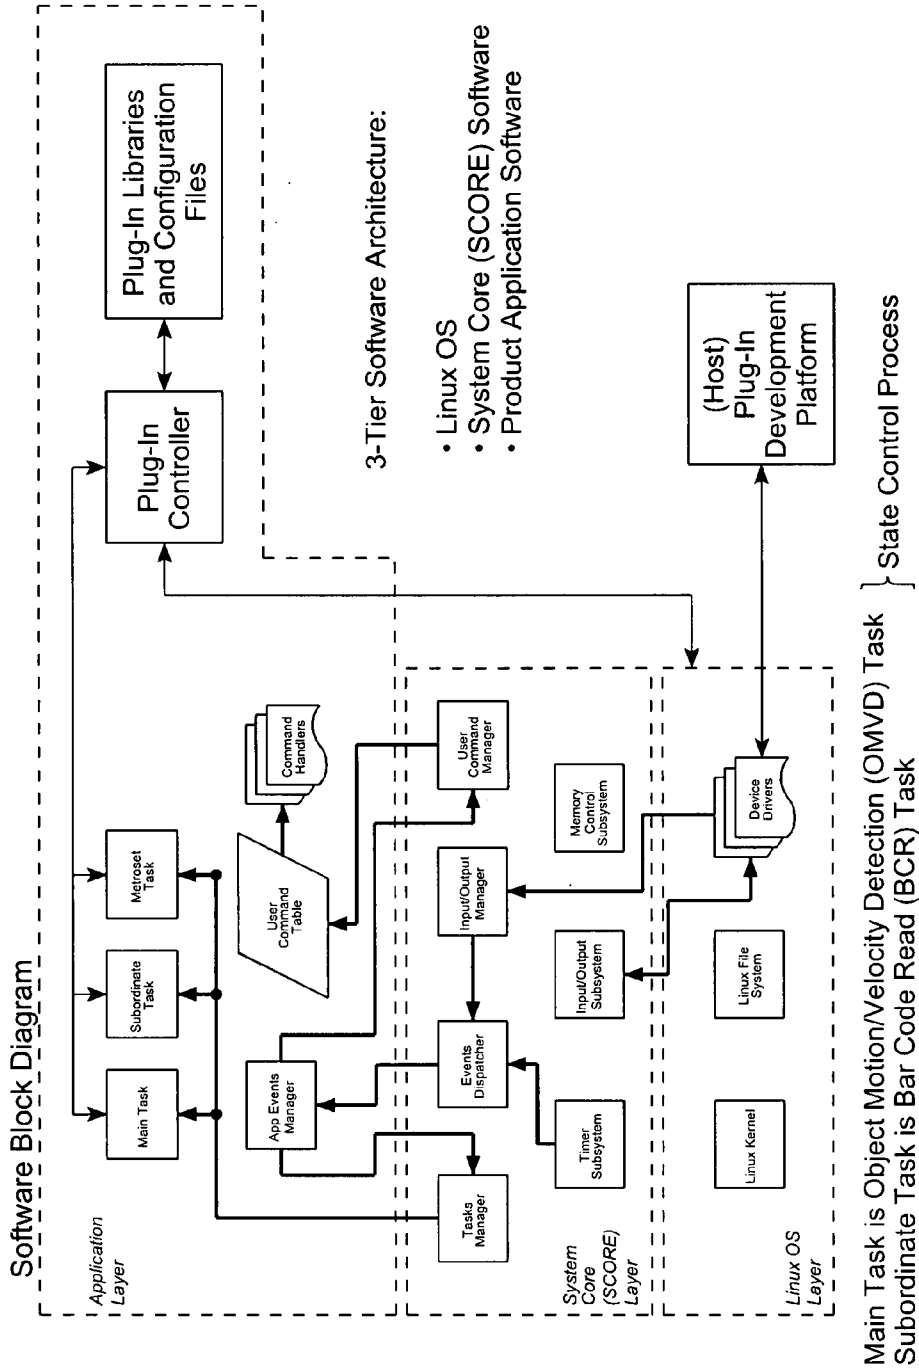 Software Block Diagram
Application
Layer
Main Task
Subordinate
Task
Metroset
Task
Plug-In
Controller
Plug-In Libraries
and Configuration
Files
App Events
Manager
User
Command
Table
Command
Handlers
3-Tier Software Architecture:
• Linux OS
• System Core (SCORE) Software
• Product Application Software
Tasks
Manager
Events
Dispatcher
Input/Output
Manager
User
Command
Manager
System
Core
(SCORE)
Layer
Timer
Subsystem
Input/Output
Subsystem
Memory
Control
Subsystem
Linux OS
Layer
Linux Kernel
Linux File
System
Device
Drivers
(Host)
Plug-In
Development
Platform
Main Task is Object Motion/Velocity Detection (OMVD) Task
Subordinate Task is Bar Code Read (BCR) Task
State Control Process